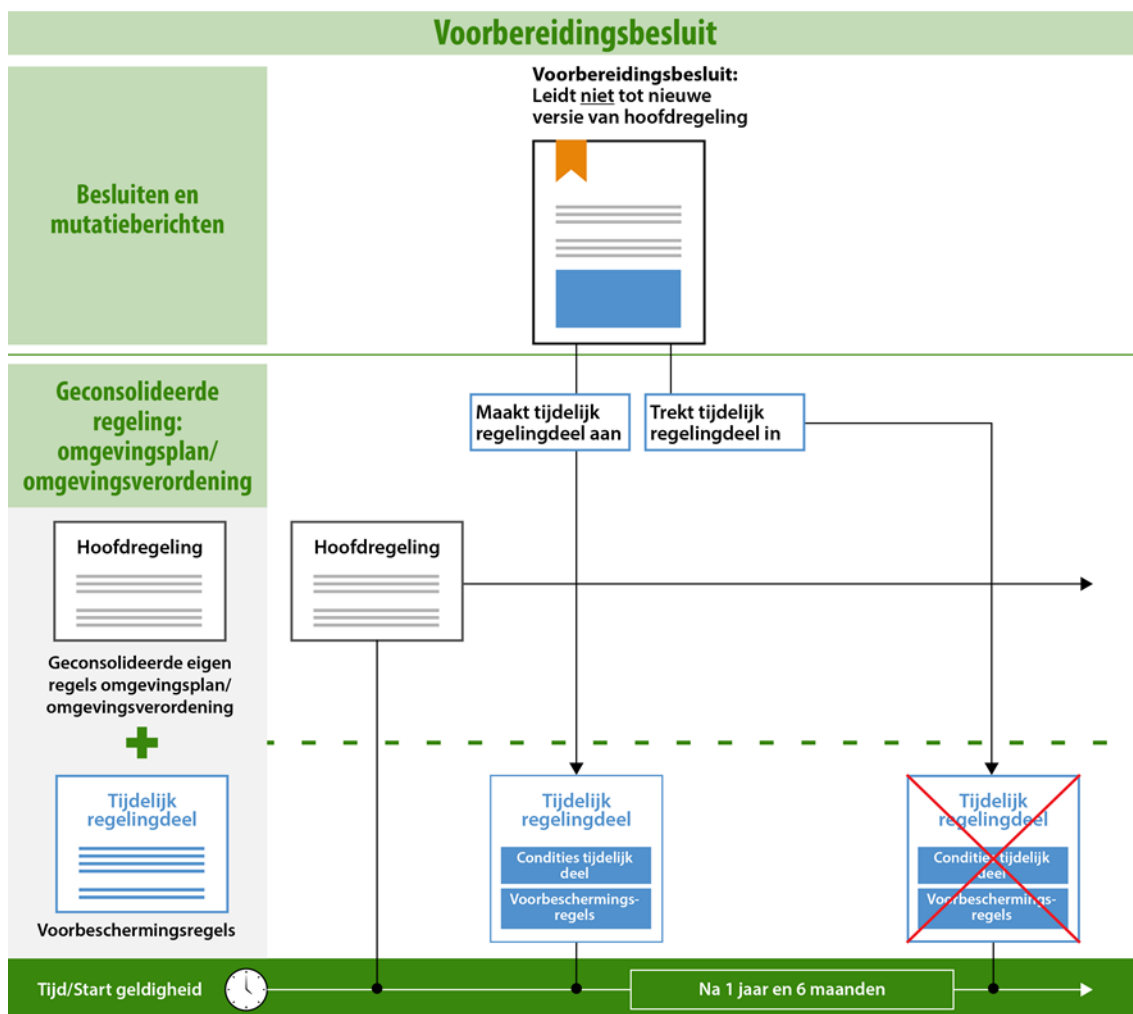 Voorbereidingsbesluit
Besluiten en
mutatieberichten
Voorbereidingsbesluit:
Leidt niet tot nieuwe
versie van hoofdregeling
Geconsolideerde
regeling:
omgevingsplan/
omgevingsverordening
Maakt tijdelijk
regelingdeel aan
Trekt tijdelijk
regelingdeel in
Hoofdregeling
Hoofdregeling
Geconsolideerde eigen
regels omgevingsplan/
omgevingsverordening
Tijdelijk
regelingdeel
Voorbeschermingsregels
Tijdelijk
regelingdeel
Condities tijdelijk
deel
Voorbeschermings-
regels
Tijdelijk
regelingdeel
Condities tijdelijk
deel
Voorbeschermings-
regels
Tijd/Start geldigheid
Na 1 jaar en 6 maanden